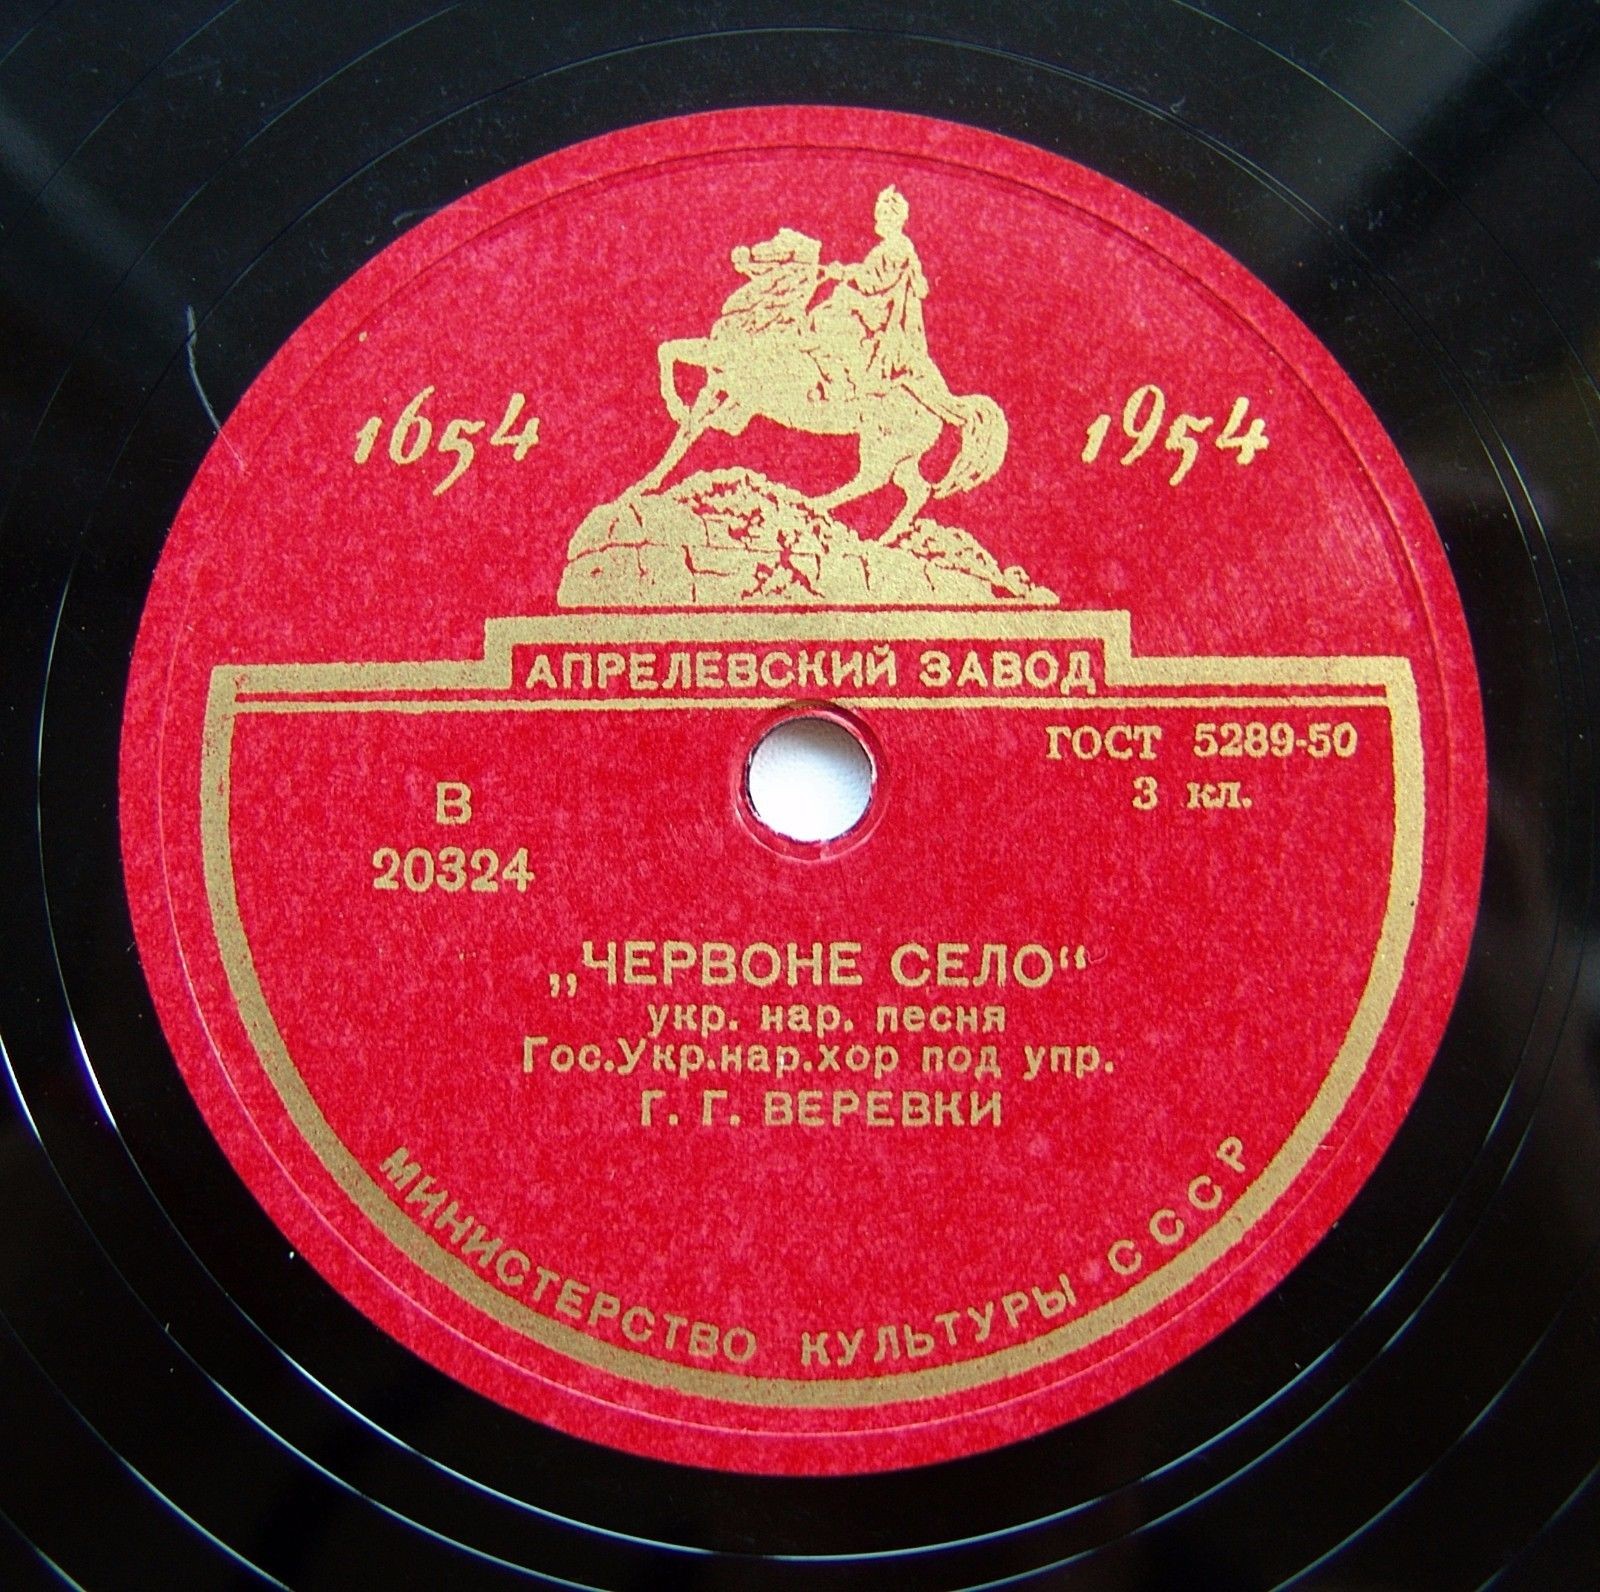 1654
1954
АПРЕЛЕВСКИЙ ЗАВОД
ГОСТ 5289-50
3 кл.
В
20324
„ЧЕРВОНЕ СЕЛО“
укр. нар. песня
Гос.Укр.нар.хор под упр.
Г. Г. ВЕРЕВКИ
МИНИСТЕРСТВО КУЛЬТУРЫ СССР